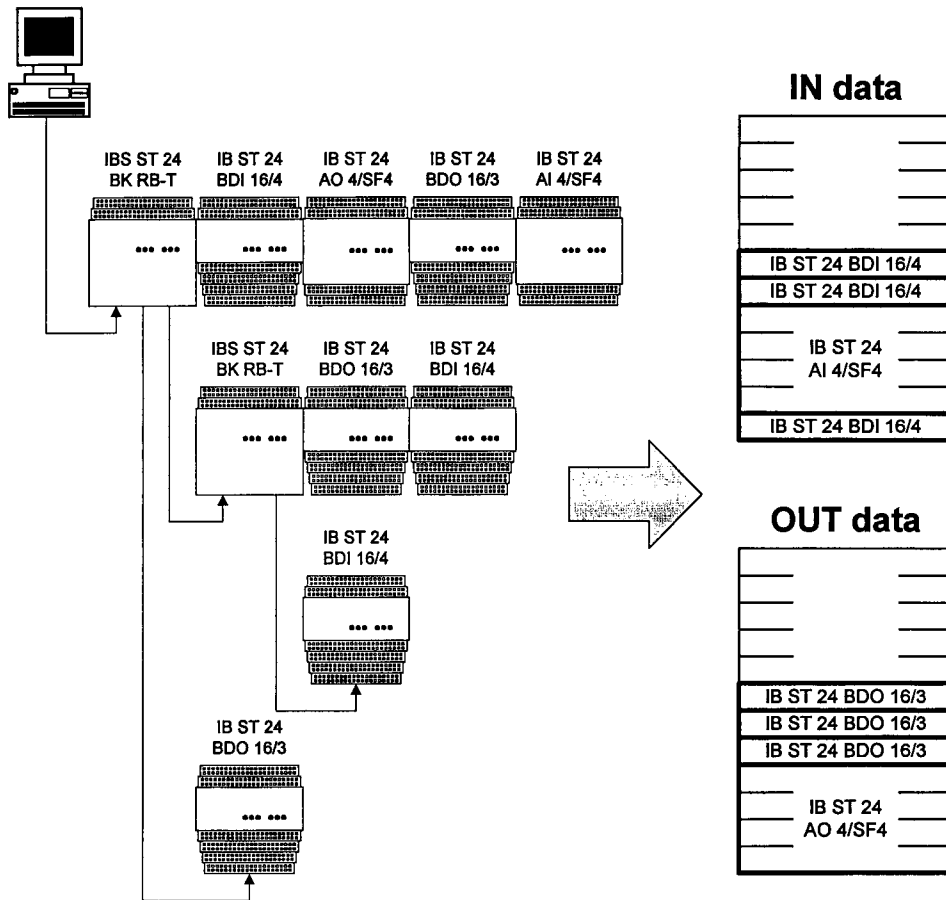 IBS ST 24
BK RB-T
IB ST 24
BDI 16/4
IB ST 24
AO 4/SF4
IB ST 24
BDO 16/3
IB ST 24
AI 4/SF4
IBS ST 24
BK RB-T
IB ST 24
BDO 16/3
IB ST 24
BDI 16/4
IB ST 24
BDI 16/4
IB ST 24
BDO 16/3
IN data
IB ST 24 BDI 16/4
IB ST 24 BDI 16/4
IB ST 24
AI 4/SF4
IB ST 24 BDI 16/4
OUT data
IB ST 24 BDO 16/3
IB ST 24 BDO 16/3
IB ST 24 BDO 16/3
IB ST 24
AO 4/SF4